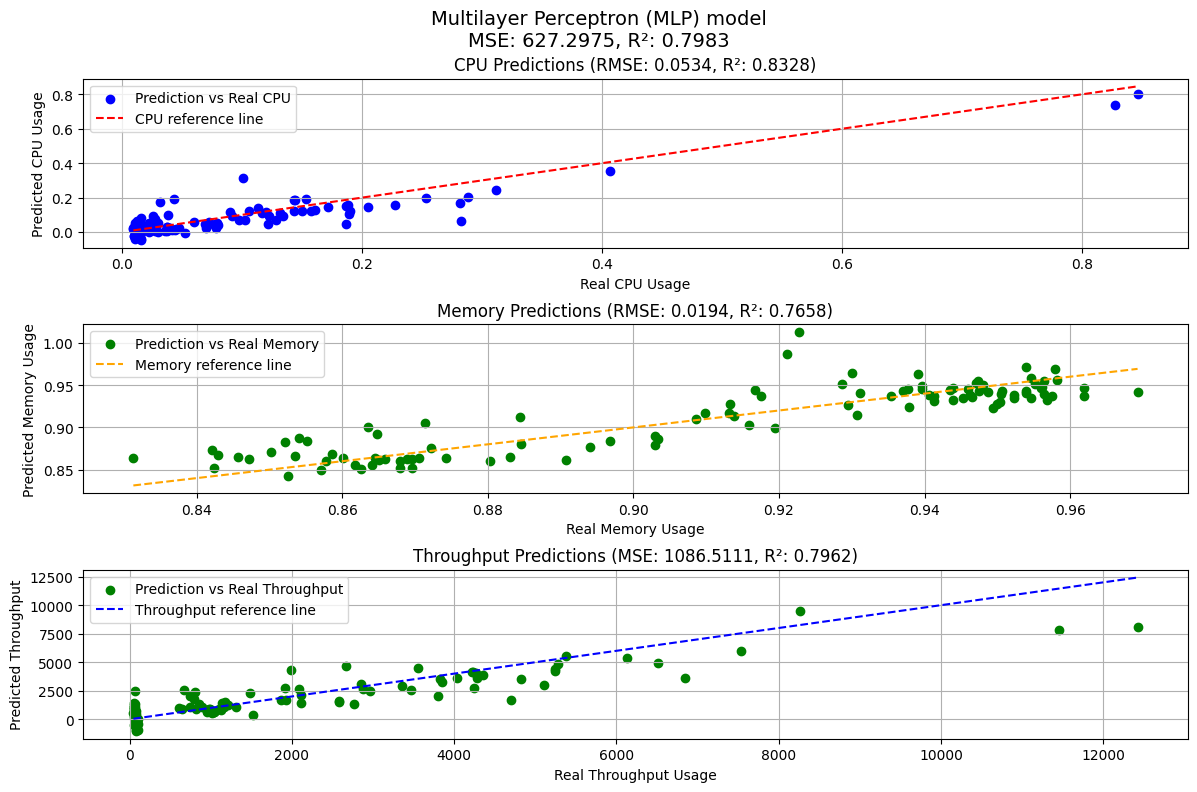 Multilayer Perceptron (MLP) model
MSE: 627.2975, R²: 0.7983
CPU Predictions (RMSE: 0.0534, R²: 0.8328)
Predicted CPU Usage
0.8
0.6
0.4
0.2
0.0
Prediction vs Real CPU
CPU reference line
0.0 0.2 0.4 0.6 0.8
Real CPU Usage
Memory Predictions (RMSE: 0.0194, R²: 0.7658)
Predicted Memory Usage
1.00
0.95
0.90
0.85
Prediction vs Real Memory
Memory reference line
0.84 0.86 0.88 0.90 0.92 0.94 0.96
Real Memory Usage
Throughput Predictions (MSE: 1086.5111, R²: 0.7962)
Predicted Throughput
12500
10000
7500
5000
2500
0
Prediction vs Real Throughput
Throughput reference line
0 2000 4000 6000 8000 10000 12000
Real Throughput Usage